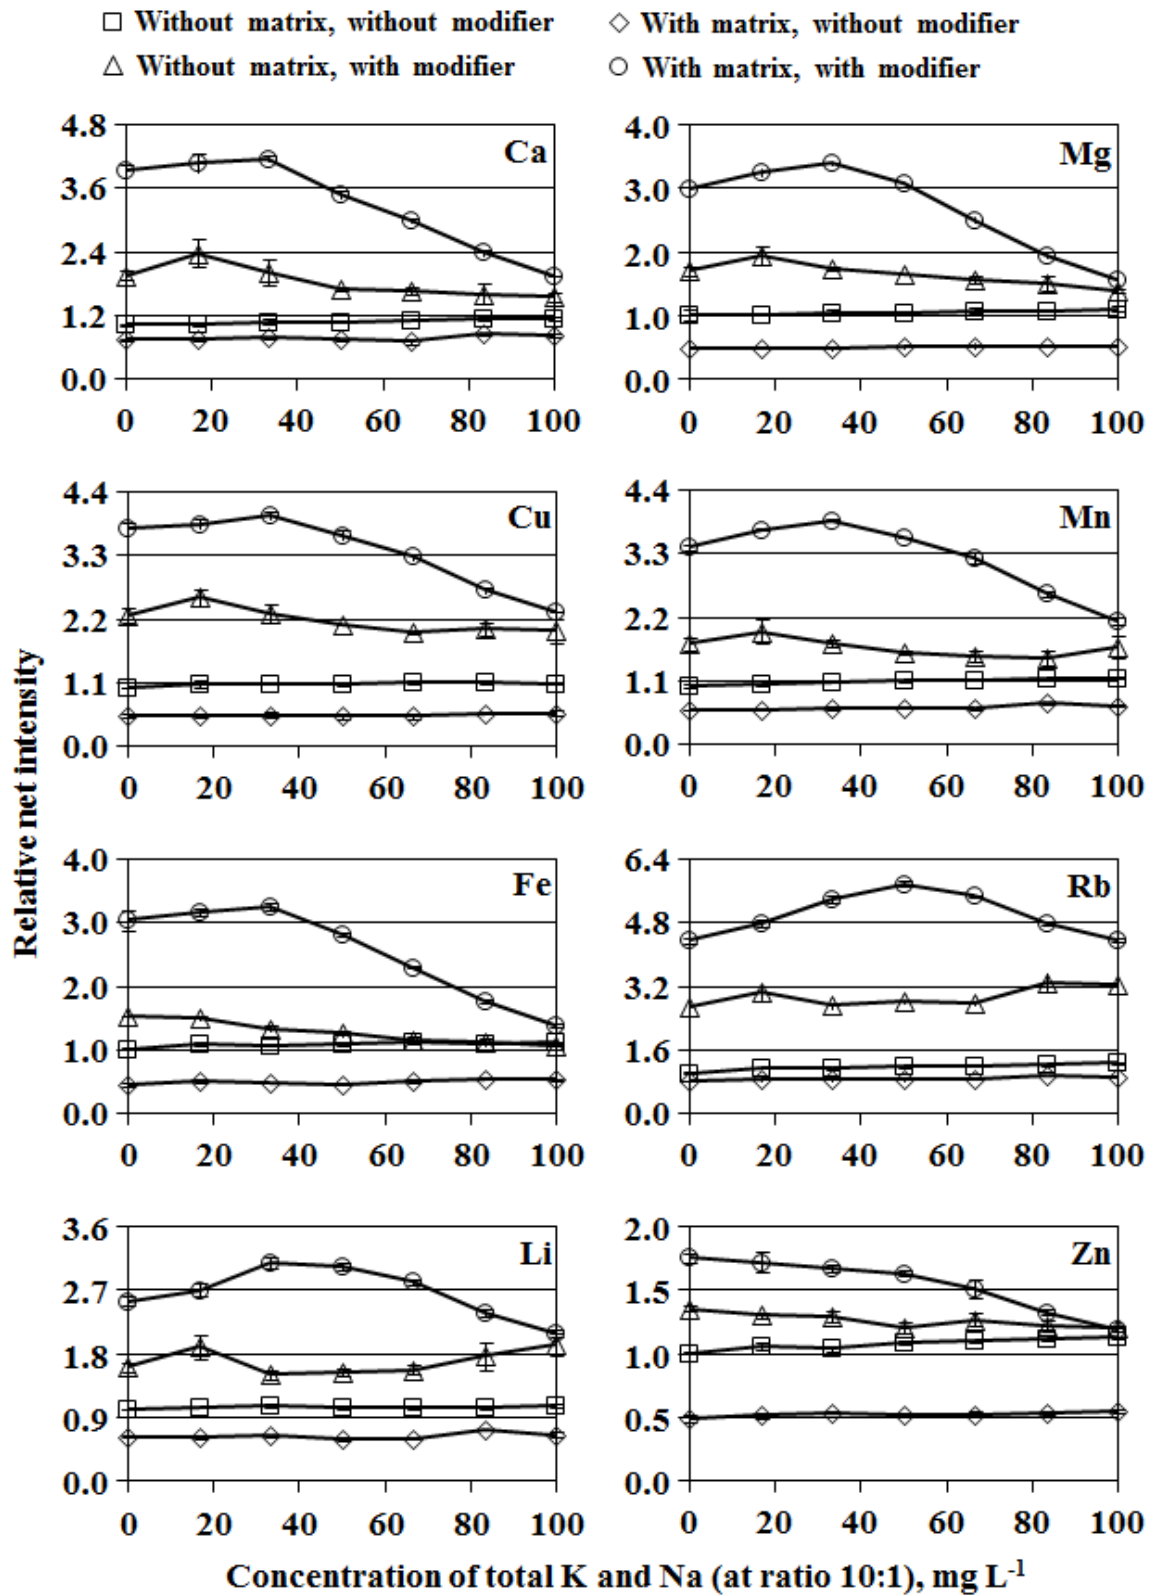 Without matrix, without modifier
With matrix, without modifier
Without matrix, with modifier
With matrix, with modifier
Relative net intensity
Ca
4.8
3.6
2.4
1.2
0.0
0 20 40 60 80 100
Mg
4.0
3.0
2.0
1.0
0.0
0 20 40 60 80 100
Cu
4.4
3.3
2.2
1.1
0.0
0 20 40 60 80 100
Mn
4.4
3.3
2.2
1.1
0.0
0 20 40 60 80 100
Fe
4.0
3.0
2.0
1.0
0.0
0 20 40 60 80 100
Rb
6.4
4.8
3.2
1.6
0.0
0 20 40 60 80 100
Li
3.6
2.7
1.8
0.9
0.0
0 20 40 60 80 100
Zn
2.0
1.5
1.0
0.5
0.0
0 20 40 60 80 100
Concentration of total K and Na (at ratio 10:1), mg L⁻¹